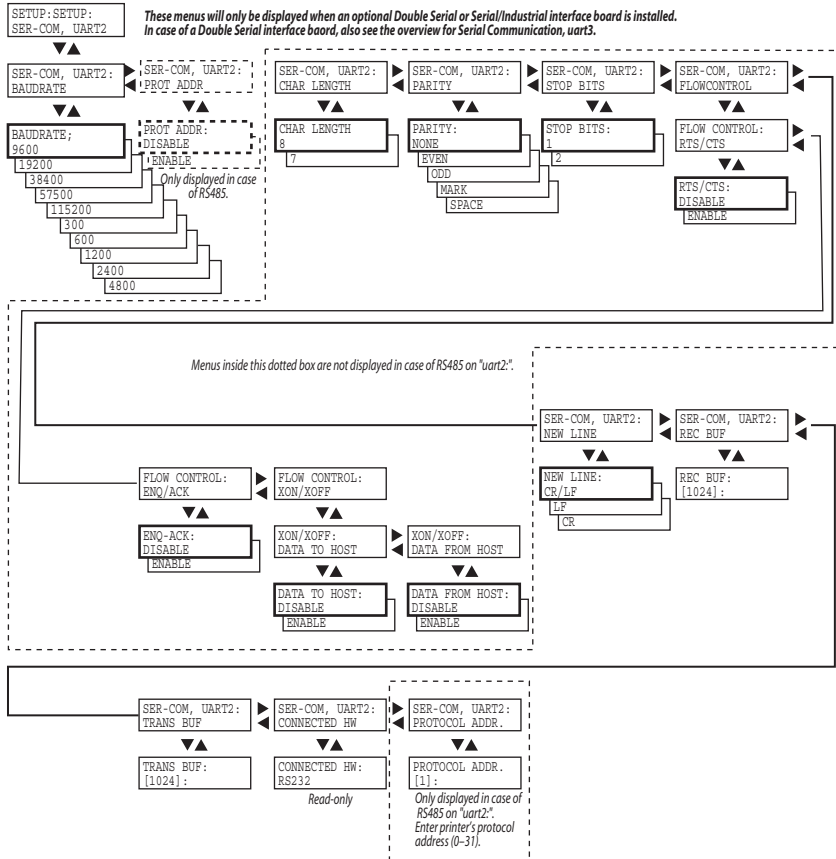 SETUP:SETUP:
SER-COM, UART2
These menus will only be displayed when an optional Double Serial or Serial/Industrial interface board is installed.
In case of a Double Serial interface baord, also see the overview for Serial Communication, uart3.
SER-COM, UART2:
BAUDRATE
SER-COM, UART2:
PROT ADDR
SER-COM, UART2:
CHAR LENGTH
SER-COM, UART2:
PARITY
SER-COM, UART2:
STOP BITS
SER-COM, UART2:
FLOWCONTROL
BAUDRATE;
9600
19200
38400
57500
115200
300
600
1200
2400
4800
PROT ADDR:
DISABLE
ENABLE
Only displayed in case
of RS485.
CHAR LENGTH
8
7
PARITY:
NONE
EVEN
ODD
MARK
SPACE
STOP BITS:
1
2
FLOW CONTROL:
RTS/CTS
RTS/CTS:
DISABLE
ENABLE
Menus inside this dotted box are not displayed in case of RS485 on "uart2:".
SER-COM, UART2:
NEW LINE
SER-COM, UART2:
REC BUF
NEW LINE:
CR/LF
LF
CR
REC BUF:
[1024]:
FLOW CONTROL:
ENQ/ACK
FLOW CONTROL:
XON/XOFF
ENQ-ACK:
DISABLE
ENABLE
XON/XOFF:
DATA TO HOST
XON/XOFF:
DATA FROM HOST
DATA TO HOST:
DISABLE
ENABLE
DATA FROM HOST:
DISABLE
ENABLE
SER-COM, UART2:
TRANS BUF
SER-COM, UART2:
CONNECTED HW
SER-COM, UART2:
PROTOCOL ADDR.
TRANS BUF:
[1024]:
CONNECTED HW:
RS232
Read-only
PROTOCOL ADDR.
[1]:
Only displayed in case of
RS485 on "uart2:".
Enter printer's protocol
address (0–31).